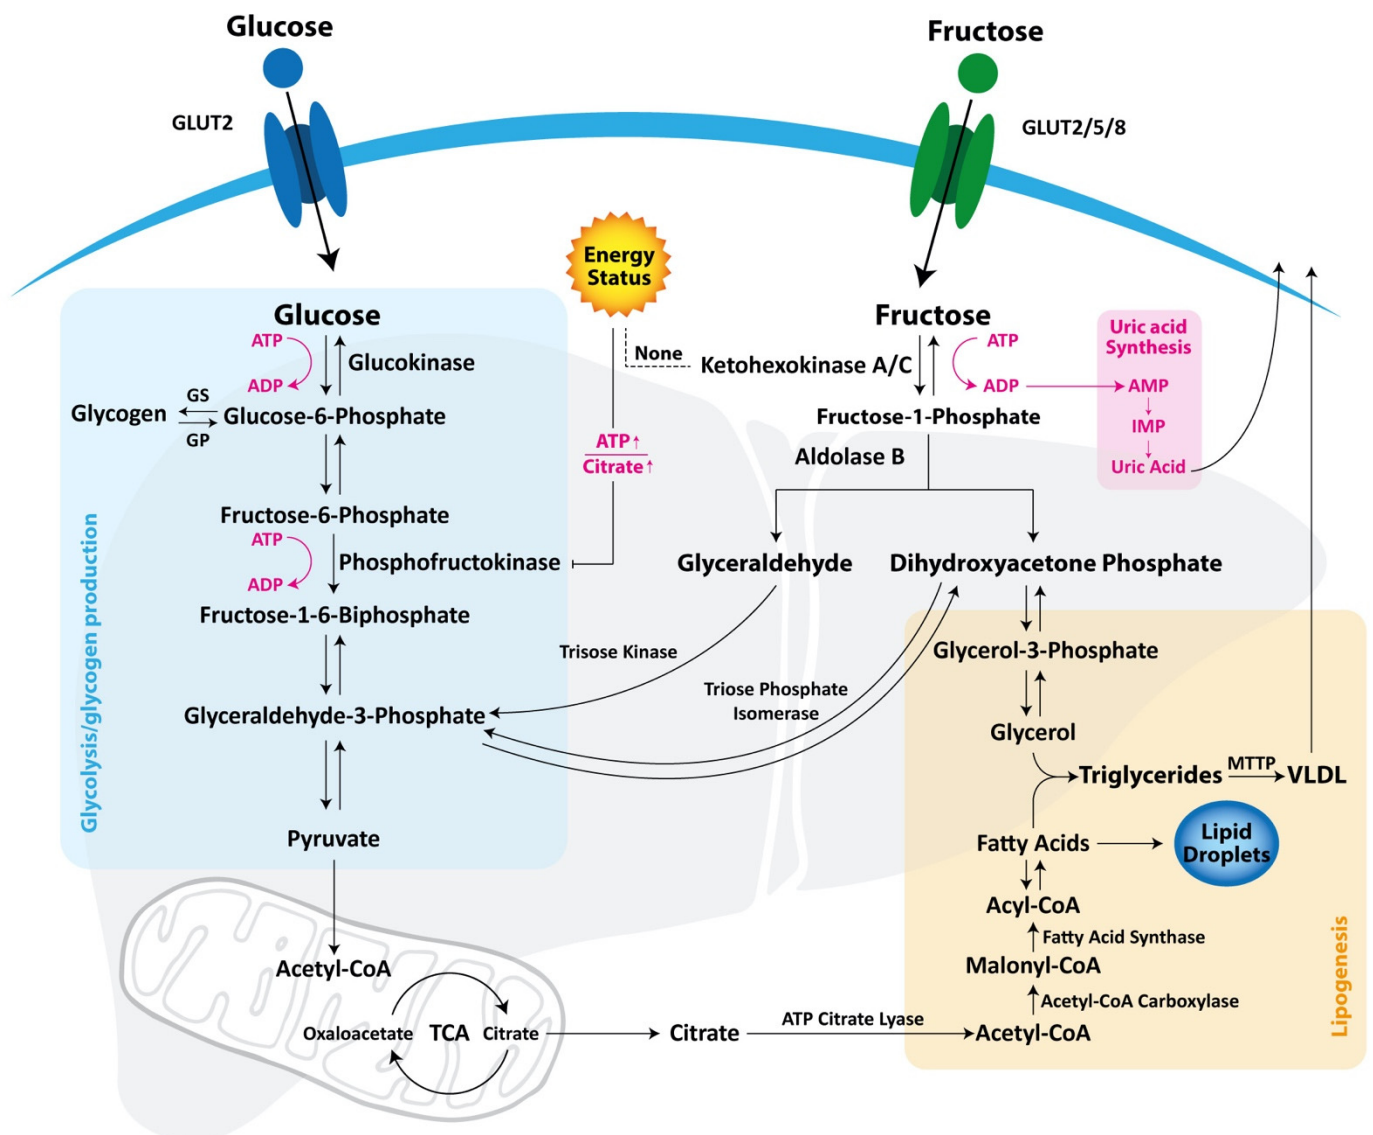 Glucose
Fructose
GLUT2
GLUT2/5/8
Energy
Status
Glucose
ATP
Glucokinase
ADP
GS
Glycogen
GP
Glucose-6-Phosphate
Fructose-6-Phosphate
ATP
Phosphofructokinase
ADP
Fructose-1-6-Biphosphate
Glyceraldehyde-3-Phosphate
Pyruvate
Glycolysis/glycogen production
None
ATP↑
Citrate↑
Fructose
Ketohexokinase A/C
ATP
ADP
Fructose-1-Phosphate
Aldolase B
Uric acid
Synthesis
AMP
IMP
Uric Acid
Glyceraldehyde
Dihydroxyacetone Phosphate
Trisose Kinase
Triose Phosphate
Isomerase
Glycerol-3-Phosphate
Glycerol
Triglycerides
MTTP
VLDL
Fatty Acids
Lipid
Droplets
Acyl-CoA
Fatty Acid Synthase
Malonyl-CoA
Acetyl-CoA Carboxylase
Acetyl-CoA
Lipogenesis
Acetyl-CoA
Oxaloacetate
TCA
Citrate
Citrate
ATP Citrate Lyase